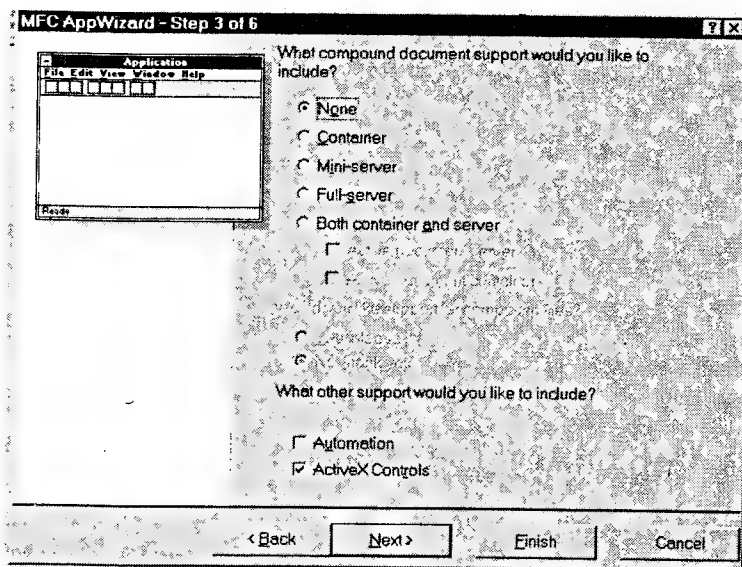 MFC AppWizard - Step 3 of 6
Application
File Edit View Window Help
Ready
What compound document support would you like to
include?
None
Container
Mini-server
Full-server
Both container and server
What other support would you like to include?
Automation
ActiveX Controls
< Back
Next >
Finish
Cancel